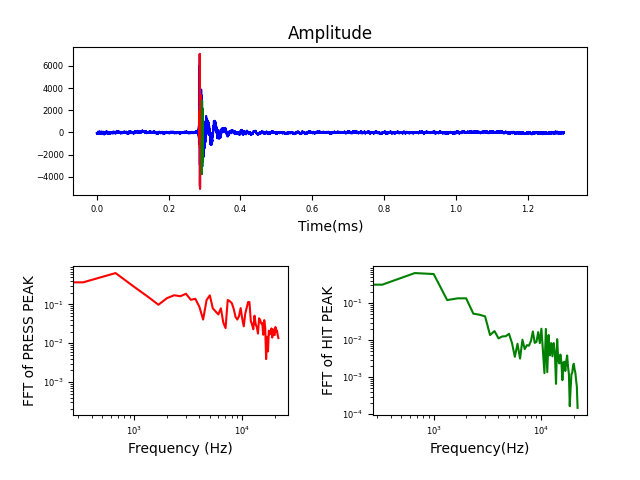 Amplitude
6000
4000
2000
0
−2000
−4000
0.0 0.2 0.4 0.6 0.8 1.0 1.2
Time(ms)
FFT of PRESS PEAK
10⁻¹
10⁻²
10⁻³
10³ 10⁴
Frequency (Hz)
FFT of HIT PEAK
10⁻¹
10⁻²
10⁻³
10⁻⁴
10³ 10⁴
Frequency(Hz)